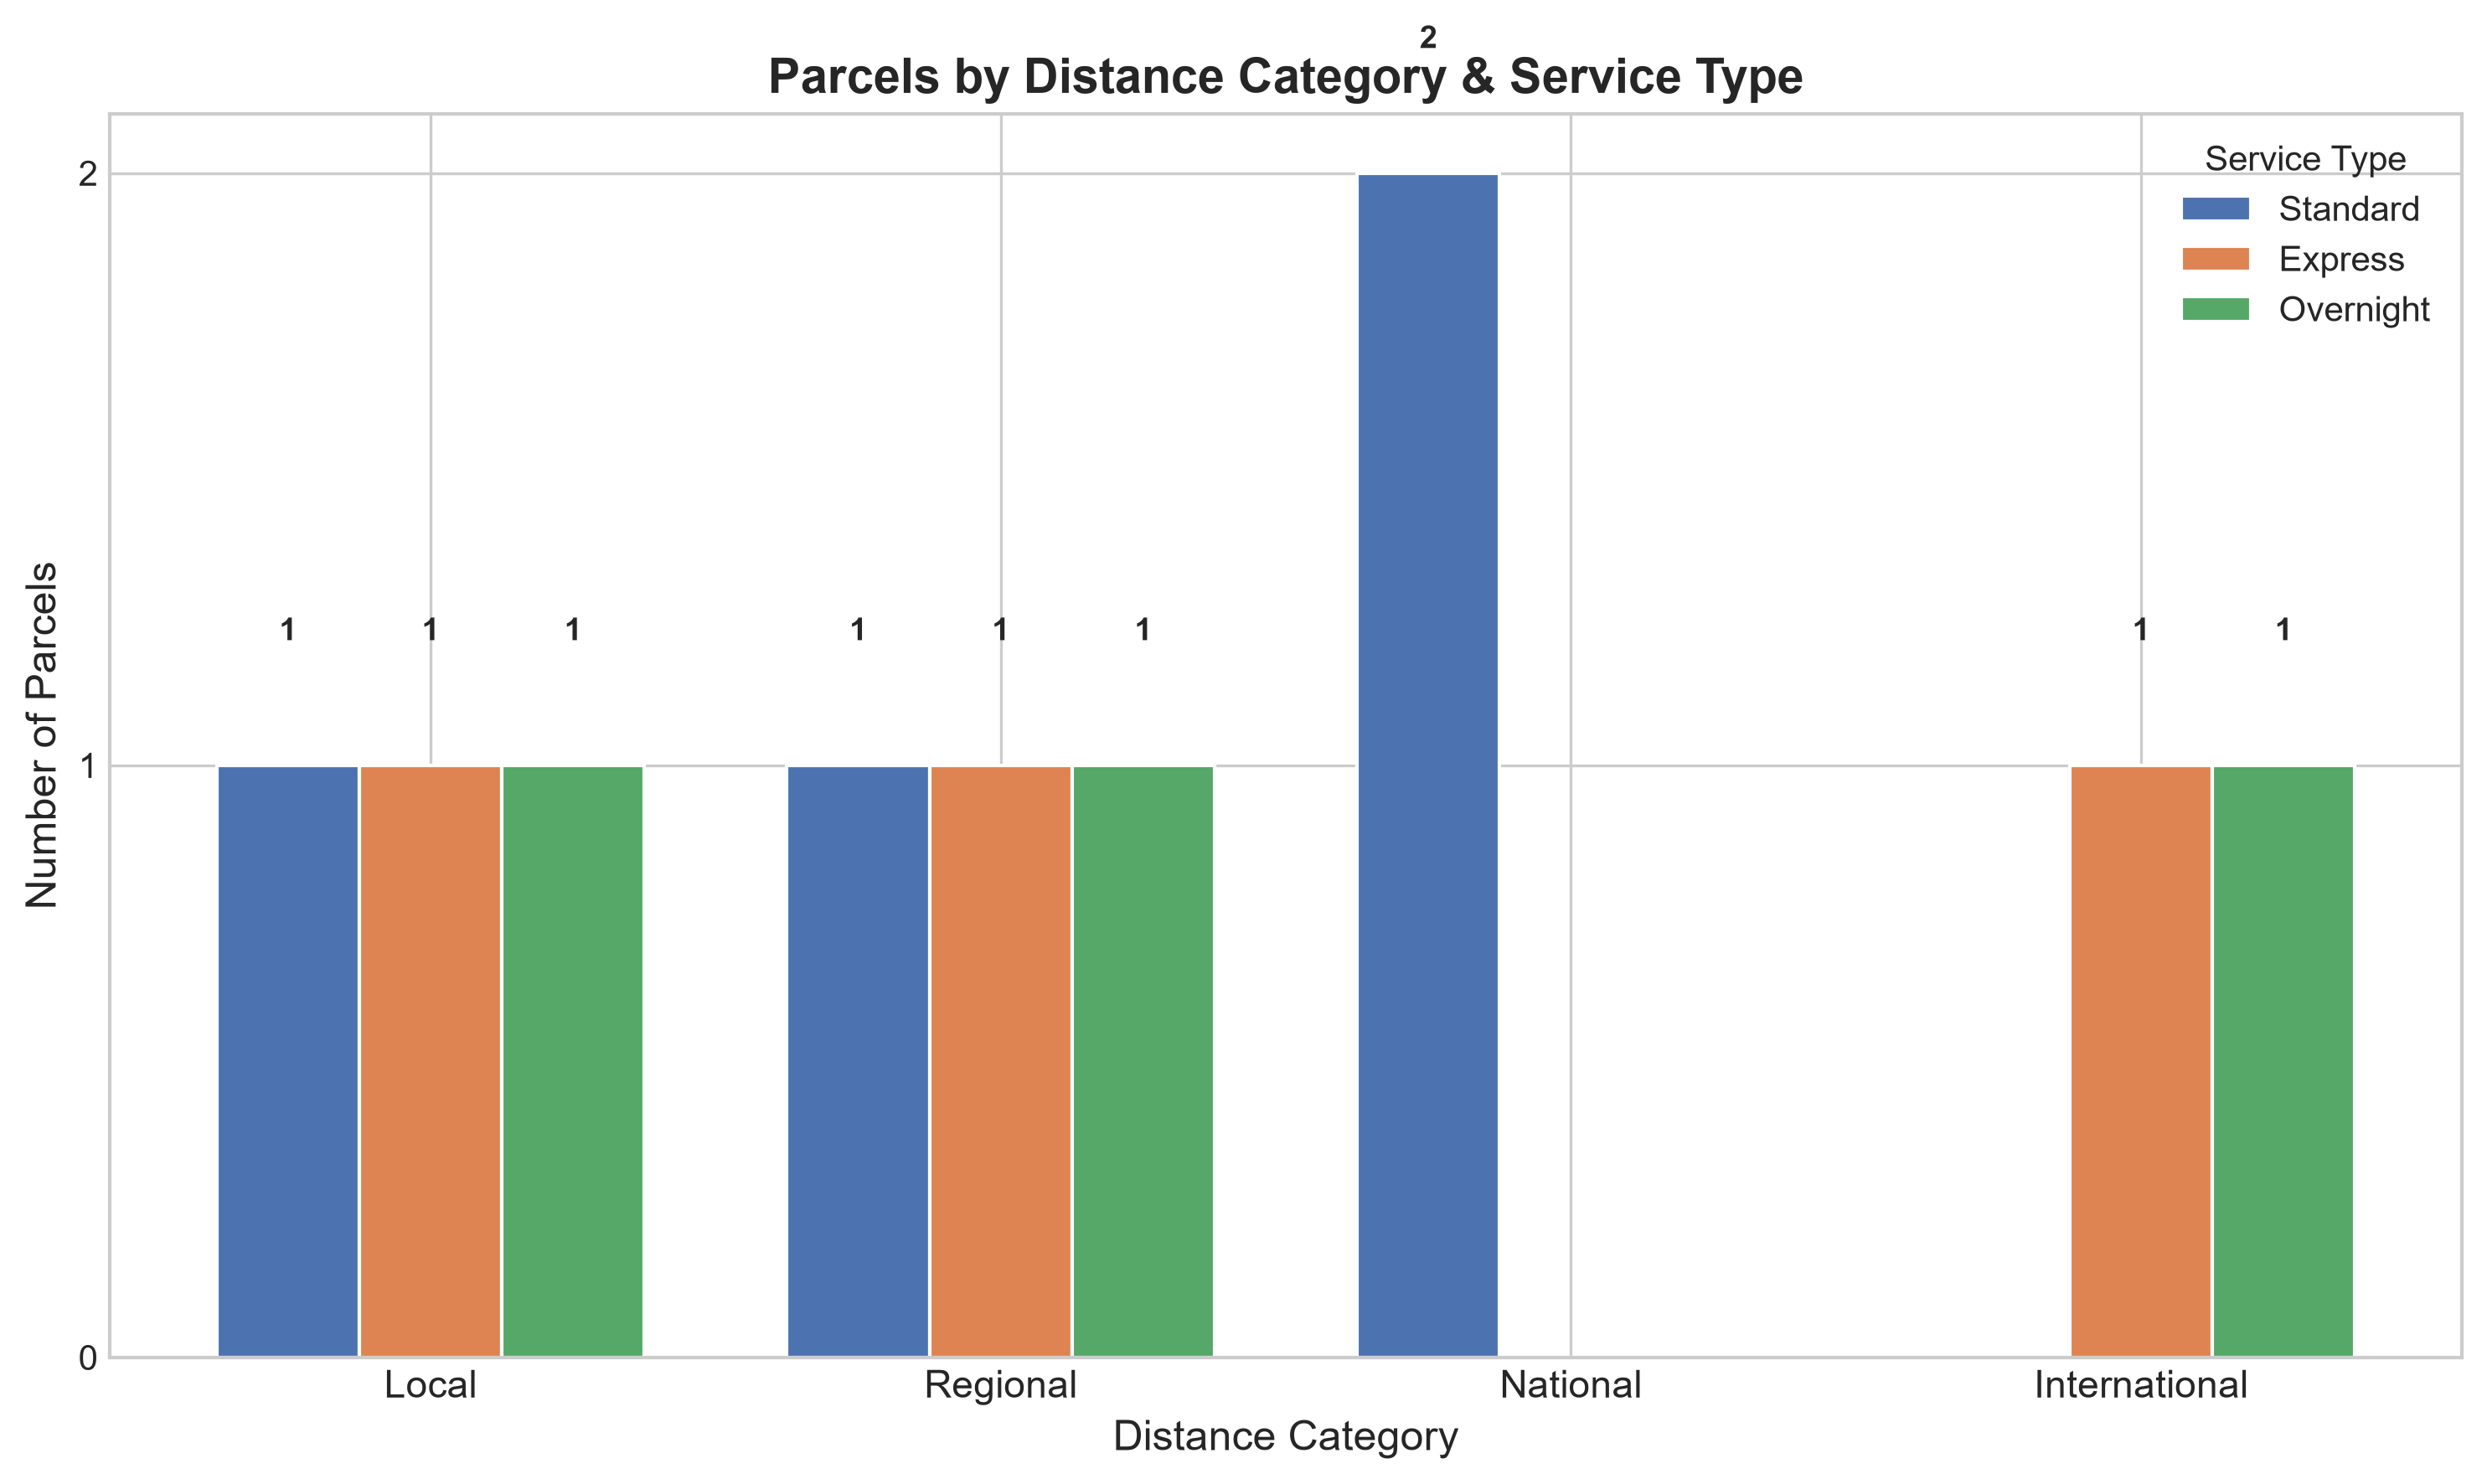 2
Parcels by Distance Category & Service Type
Service Type
Standard
Express
Overnight
Number of Parcels
2
1
0
1 1 1 1 1 1 1 1
Local Regional National International
Distance Category